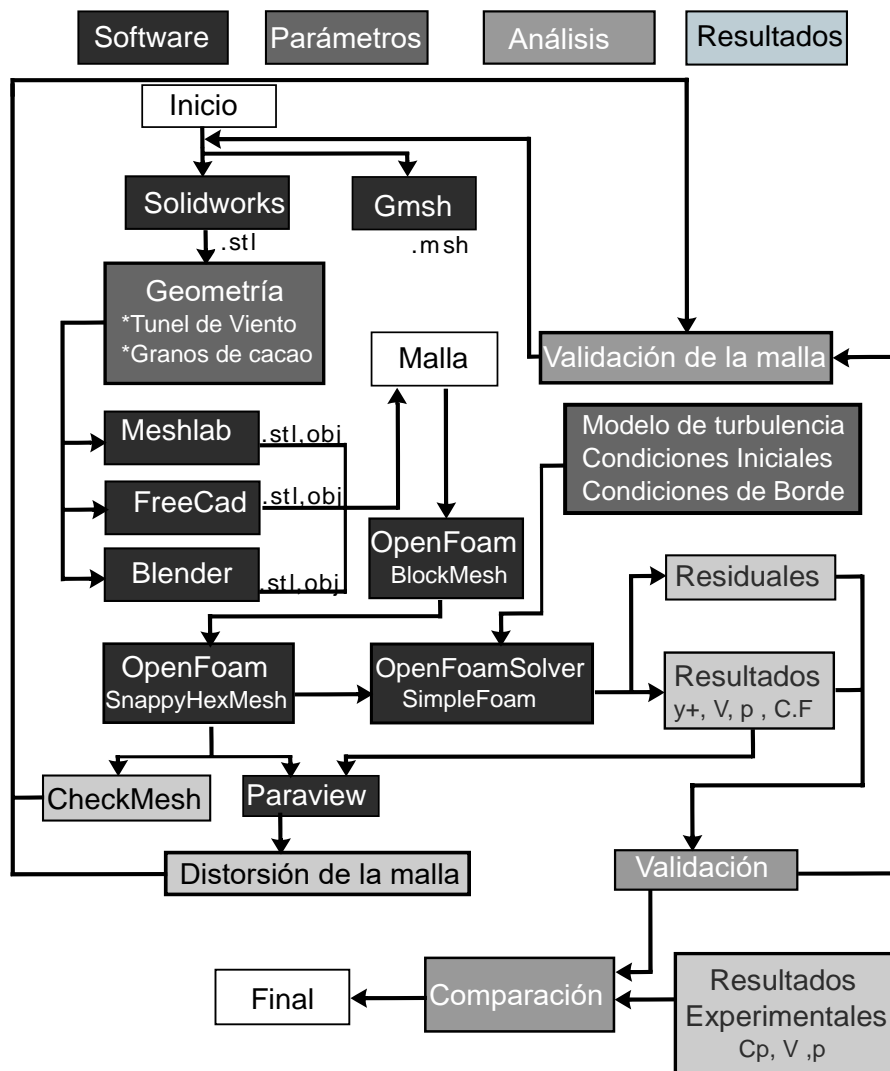 Software
Parámetros
Análisis
Resultados
Inicio
Solidworks
Gmsh
.stl
.msh
Geometría
*Tunel de Viento
*Granos de cacao
Malla
Validación de la malla
Meshlab
.stl,obj
FreeCad
.stl,obj
Blender
.stl,obj
Modelo de turbulencia
Condiciones Iniciales
Condiciones de Borde
OpenFoam
BlockMesh
Residuales
OpenFoam
SnappyHexMesh
OpenFoamSolver
SimpleFoam
Resultados
y+, V, p , C.F
CheckMesh
Paraview
Distorsión de la malla
Validación
Final
Comparación
Resultados
Experimentales
Cp, V ,p